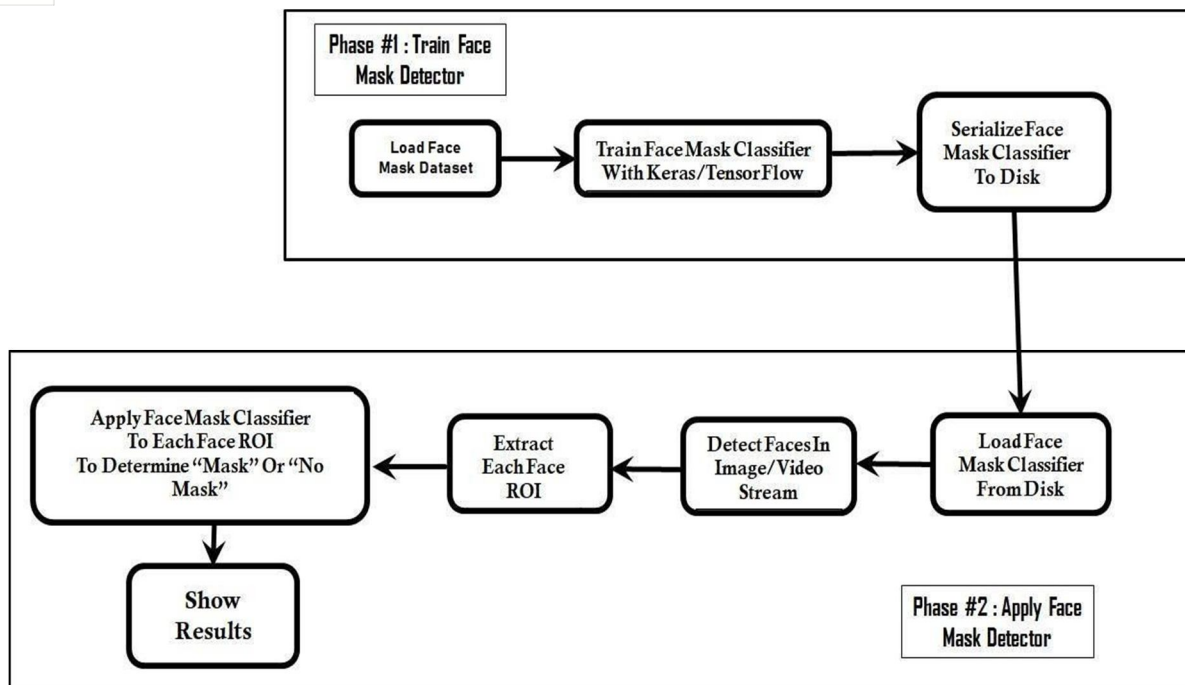 Phase #1 : Train Face
Mask Detector
Load Face
Mask Dataset
Train Face Mask Classifier
With Keras/TensorFlow
Serialize Face
Mask Classifier
To Disk
Load Face
Mask Classifier
From Disk
Detect Faces In
Image/Video
Stream
Extract
Each Face
ROI
Apply Face Mask Classifier
To Each Face ROI
To Determine “Mask” Or “No
Mask”
Show
Results
Phase #2 : Apply Face
Mask Detector